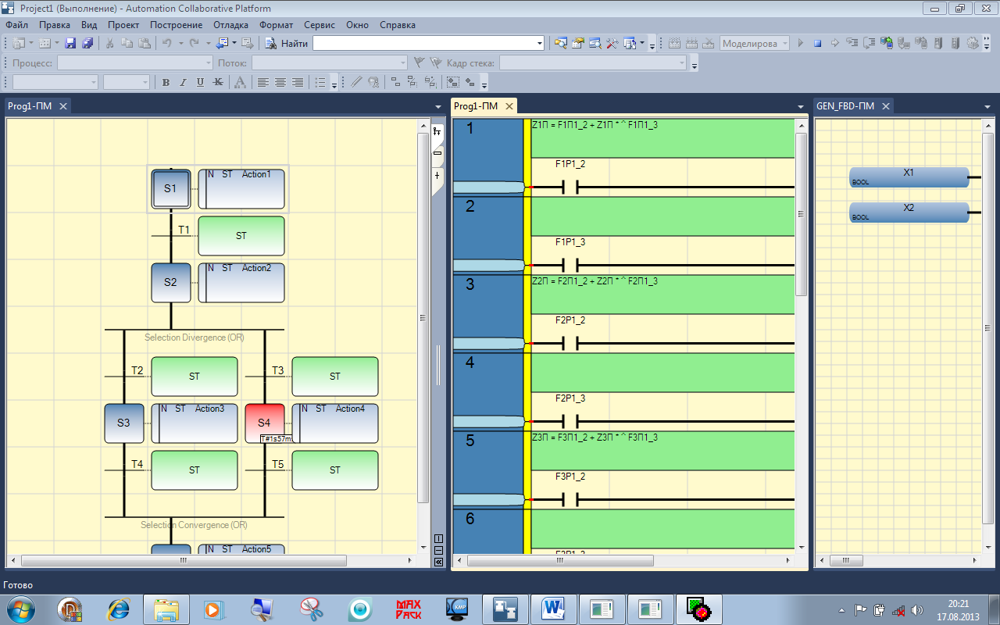 Project1 (Выполнение) - Automation Collaborative Platform
Файл Правка Вид Проект Построение Отладка Формат Сервис Окно Справка
Найти Моделирова
Процесс: Поток: Кадр стека:
B I U K A
Prog1-ПМ
S1
N ST Action1
T1
ST
S2
N ST Action2
Selection Divergence (OR)
T2
ST
T3
ST
S3
N ST Action3
S4
N ST Action4
T#1s57m
T4
ST
T5
ST
Selection Convergence (OR)
N ST Action5
Prog1-ПМ
1
Z1П = F1П1_2 + Z1П * ^ F1П1_3
F1P1_2
2
F1P1_3
3
Z2П = F2П1_2 + Z2П * ^ F2П1_3
F2P1_2
4
F2P1_3
5
Z3П = F3П1_2 + Z3П * ^ F3П1_3
F3P1_2
6
GEN_FBD-ПМ
X1
BOOL
X2
BOOL
Готово
MAX
PACK
KMP
W
20:21
17.08.2013